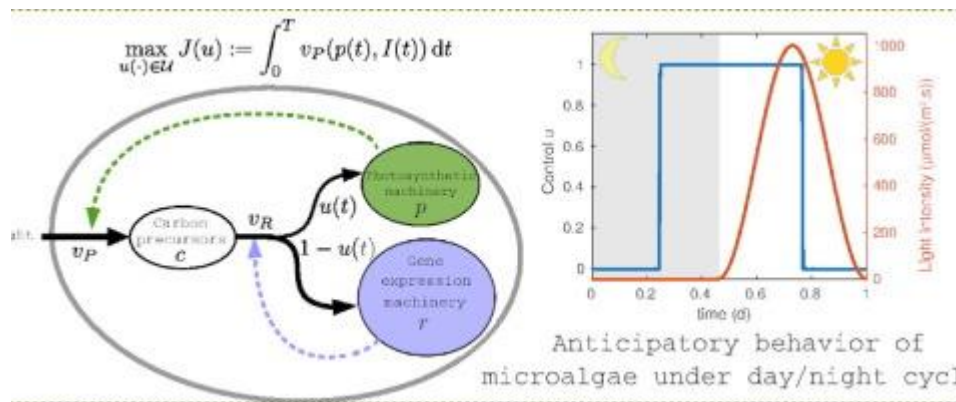 max J(u) := ∫₀ᵀ v_P(p(t), I(t)) dt
u(·)∈𝒰
Photosynthetic
machinery
p
u(t)
v_R
v_P
Carbon
precursors
c
1 − u(t)
Gene
expression
machinery
r
Control u
1
0.8
0.6
0.4
0.2
0
0 0.2 0.4 0.6 0.8 1
time (d)
1000
800
600
400
200
0
Light intensity (μmol/(m².s))
Anticipatory behavior of
microalgae under day/night